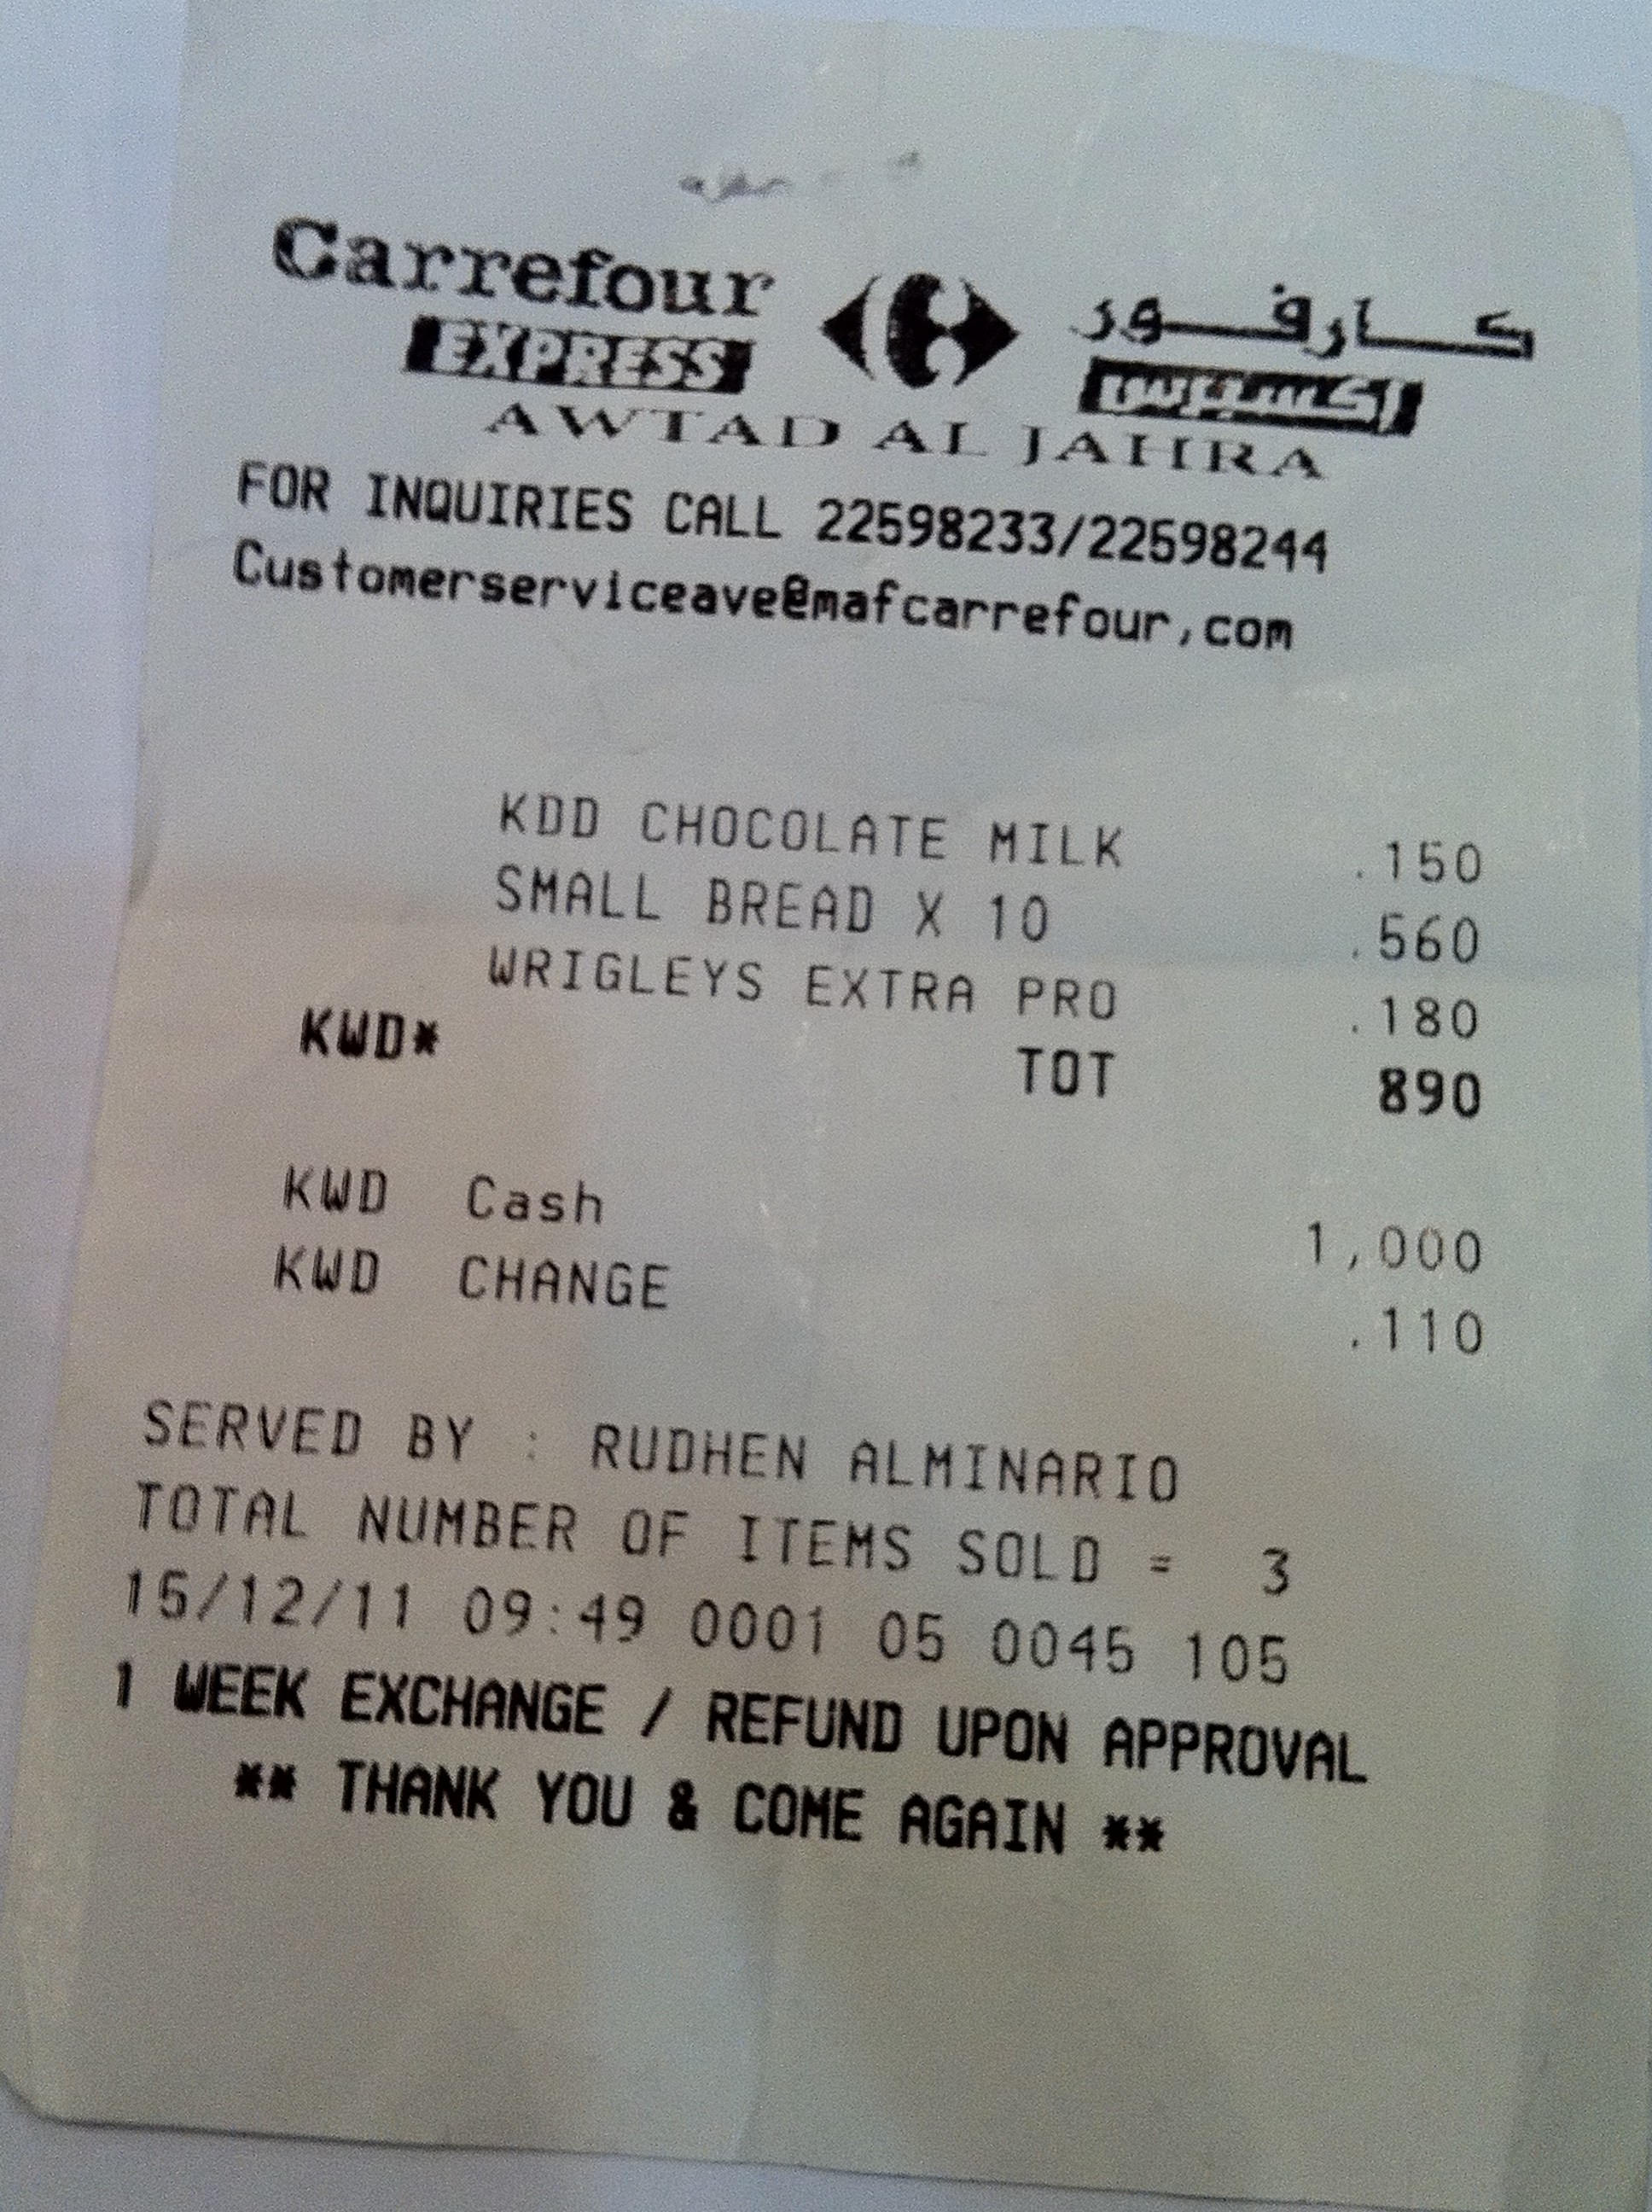 Carrefour كارفور
EXPRESS اكسبرس
AWTAD AL JAHRA
FOR INQUIRIES CALL 22598233/22598244
Customerserviceave@mafcarrefour,com
KDD CHOCOLATE MILK .150
SMALL BREAD X 10 .560
WRIGLEYS EXTRA PRO .180
KWD* TOT 890
KWD Cash 1,000
KWD CHANGE .110
SERVED BY : RUDHEN ALMINARIO
TOTAL NUMBER OF ITEMS SOLD = 3
15/12/11 09:49 0001 05 0045 105
1 WEEK EXCHANGE / REFUND UPON APPROVAL
** THANK YOU & COME AGAIN **